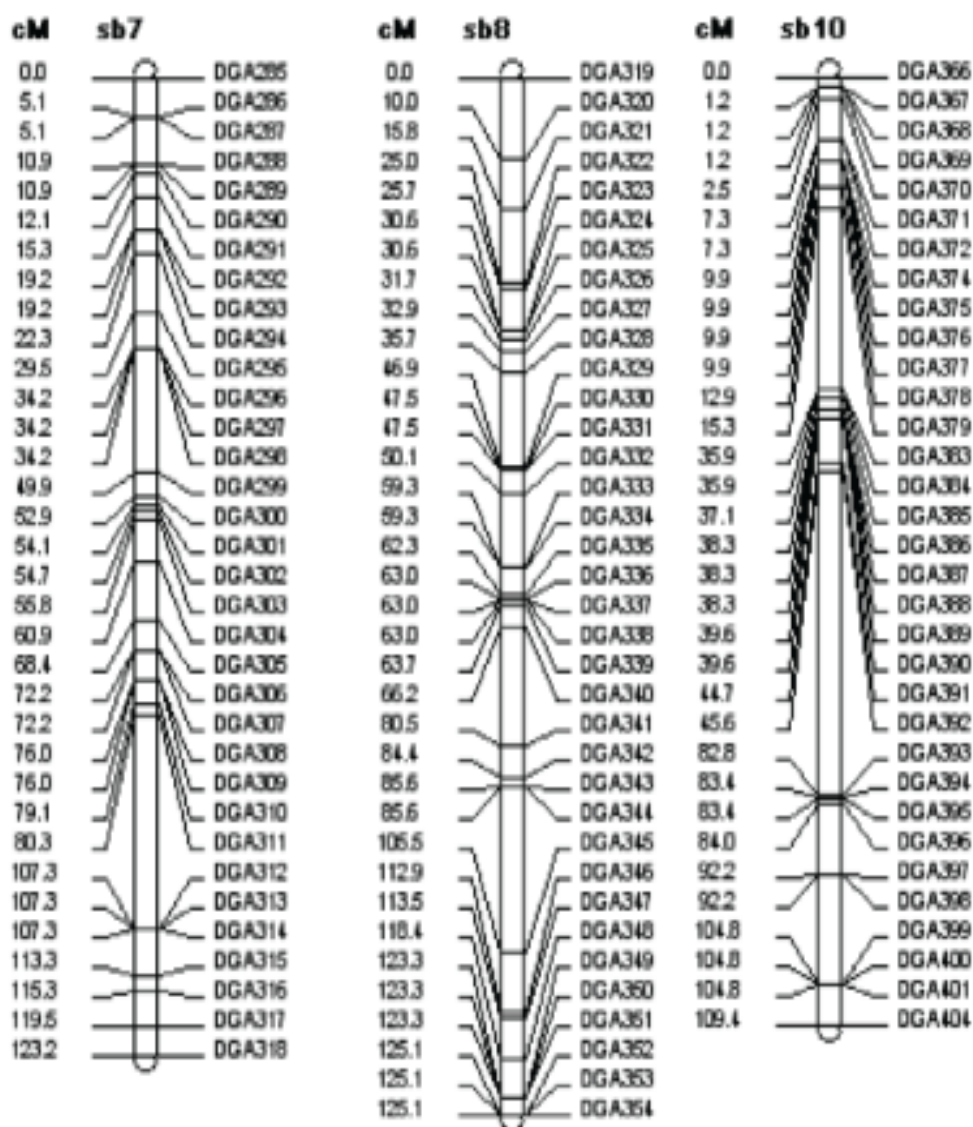 cM sb7
0.0 DGA285
5.1 DGA286
5.1 DGA287
10.9 DGA288
10.9 DGA289
12.1 DGA290
15.3 DGA291
19.2 DGA292
19.2 DGA293
22.3 DGA294
29.5 DGA295
34.2 DGA296
34.2 DGA297
34.2 DGA298
49.9 DGA299
52.9 DGA300
54.1 DGA301
54.7 DGA302
55.8 DGA303
60.9 DGA304
68.4 DGA305
72.2 DGA306
72.2 DGA307
76.0 DGA308
76.0 DGA309
79.1 DGA310
80.3 DGA311
107.3 DGA312
107.3 DGA313
107.3 DGA314
113.3 DGA315
115.3 DGA316
119.5 DGA317
123.2 DGA318
cM sb8
0.0 DGA319
10.0 DGA320
15.8 DGA321
25.0 DGA322
25.7 DGA323
30.6 DGA324
30.6 DGA325
31.7 DGA326
32.9 DGA327
35.7 DGA328
46.9 DGA329
47.5 DGA330
47.5 DGA331
50.1 DGA332
59.3 DGA333
59.3 DGA334
62.3 DGA335
63.0 DGA336
63.0 DGA337
63.0 DGA338
63.7 DGA339
66.2 DGA340
80.5 DGA341
84.4 DGA342
85.6 DGA343
85.6 DGA344
105.5 DGA345
112.9 DGA346
113.5 DGA347
118.4 DGA348
123.3 DGA349
123.3 DGA350
123.3 DGA351
125.1 DGA352
125.1 DGA353
125.1 DGA354
cM sb10
0.0 DGA366
1.2 DGA367
1.2 DGA368
1.2 DGA369
2.5 DGA370
7.3 DGA371
7.3 DGA372
9.9 DGA374
9.9 DGA375
9.9 DGA376
9.9 DGA377
12.9 DGA378
15.3 DGA379
35.9 DGA383
35.9 DGA384
37.1 DGA385
38.3 DGA386
38.3 DGA387
38.3 DGA388
39.6 DGA389
39.6 DGA390
44.7 DGA391
45.6 DGA392
82.8 DGA393
83.4 DGA394
83.4 DGA395
84.0 DGA396
92.2 DGA397
92.2 DGA398
104.8 DGA399
104.8 DGA400
104.8 DGA401
109.4 DGA404